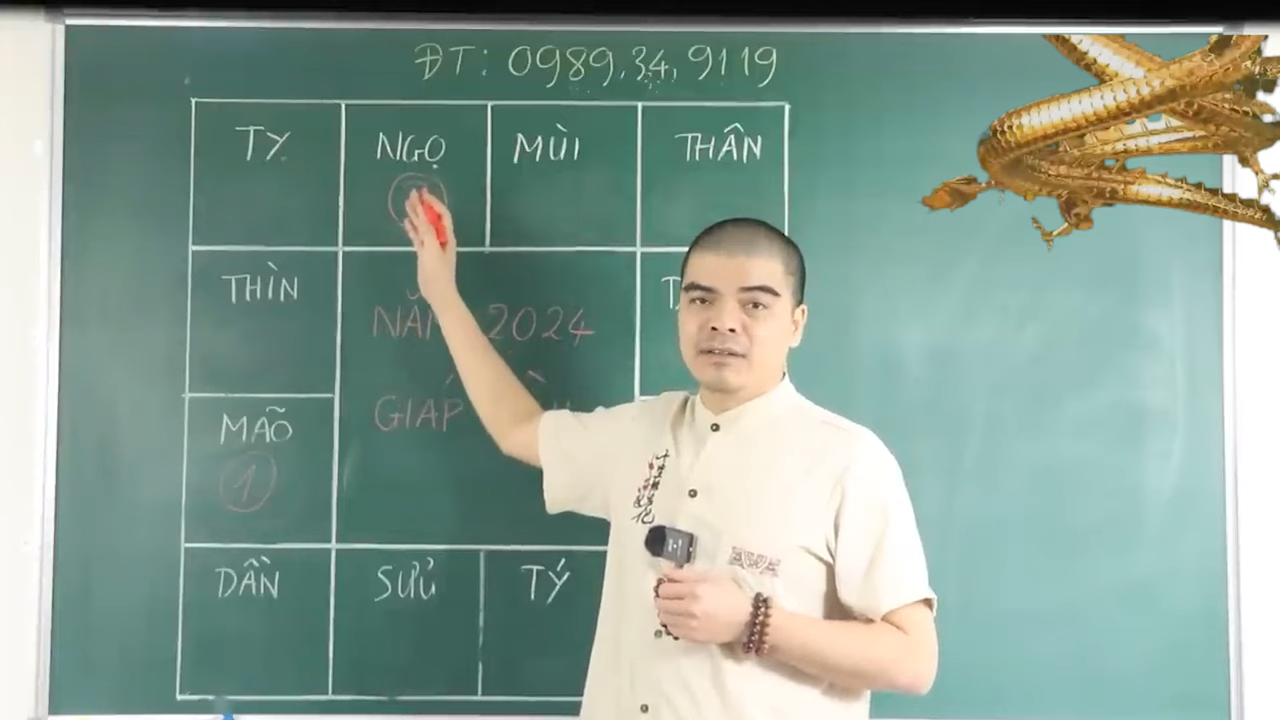 ĐT: 0989.34.9119
TỴ
NGỌ
MÙI
THÂN
THÌN
NĂM 2024
GIÁP
MÃO
1
DẦN
SỬU
TÝ